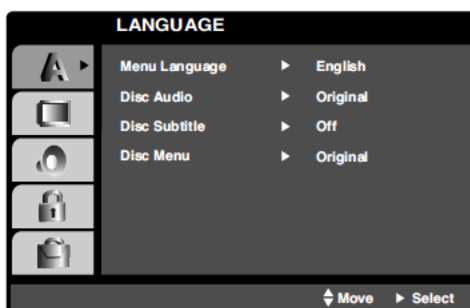 LANGUAGE
A
Menu Language English
Disc Audio Original
Disc Subtitle Off
Disc Menu Original
Move Select